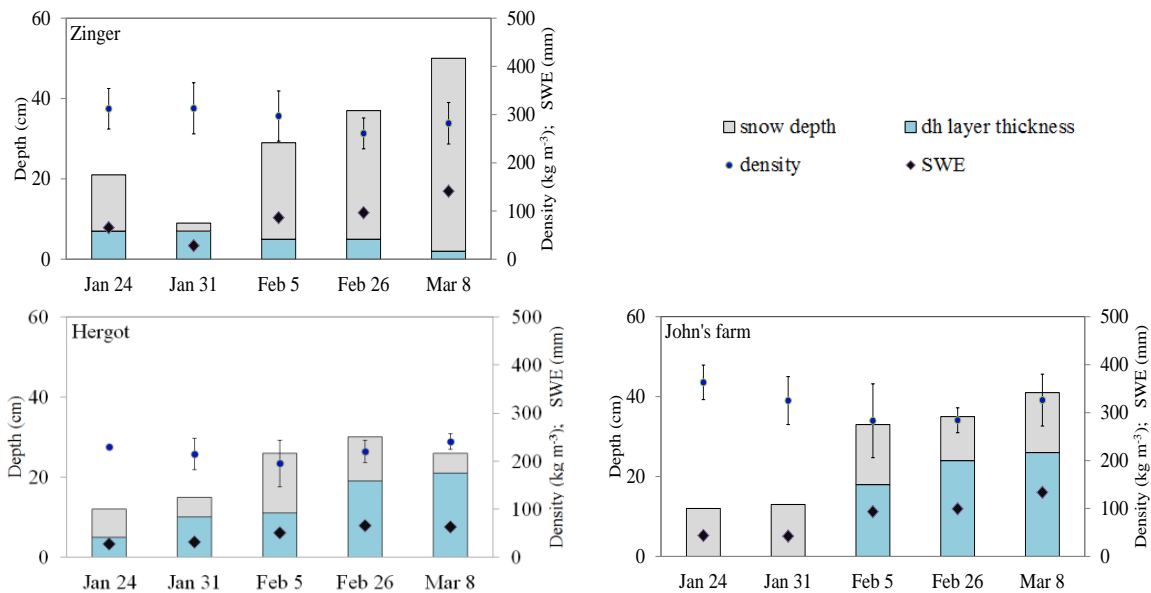 Zinger
60
40
20
0
Depth (cm)
500
400
300
200
100
0
Density (kg m⁻³); SWE (mm)
Jan 24 Jan 31 Feb 5 Feb 26 Mar 8
snow depth dh layer thickness
density SWE
Hergot
60
40
20
0
Depth (cm)
500
400
300
200
100
0
Density (kg m⁻³); SWE (mm)
Jan 24 Jan 31 Feb 5 Feb 26 Mar 8
John's farm
60
40
20
0
Depth (cm)
500
400
300
200
100
0
Density (kg m⁻³); SWE (mm)
Jan 24 Jan 31 Feb 5 Feb 26 Mar 8